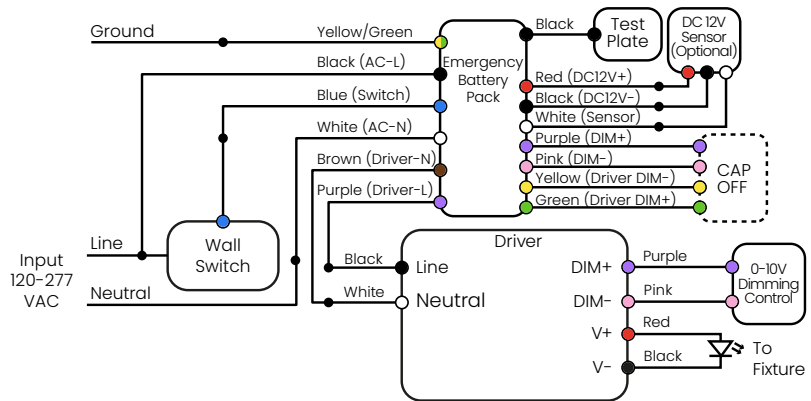 Ground
Yellow/Green
Black (AC-L)
Blue (Switch)
White (AC-N)
Brown (Driver-N)
Purple (Driver-L)
Emergency
Battery
Pack
Black
Test
Plate
DC 12V
Sensor
(Optional)
Red (DC12V+)
Black (DC12V-)
White (Sensor)
Purple (DIM+)
Pink (DIM-)
Yellow (Driver DIM-)
Green (Driver DIM+)
CAP
OFF
Input
120-277
VAC
Line
Neutral
Wall
Switch
Driver
Black
Line
White
Neutral
DIM+
Purple
DIM-
Pink
V+
Red
V-
Black
0-10V
Dimming
Control
To
Fixture